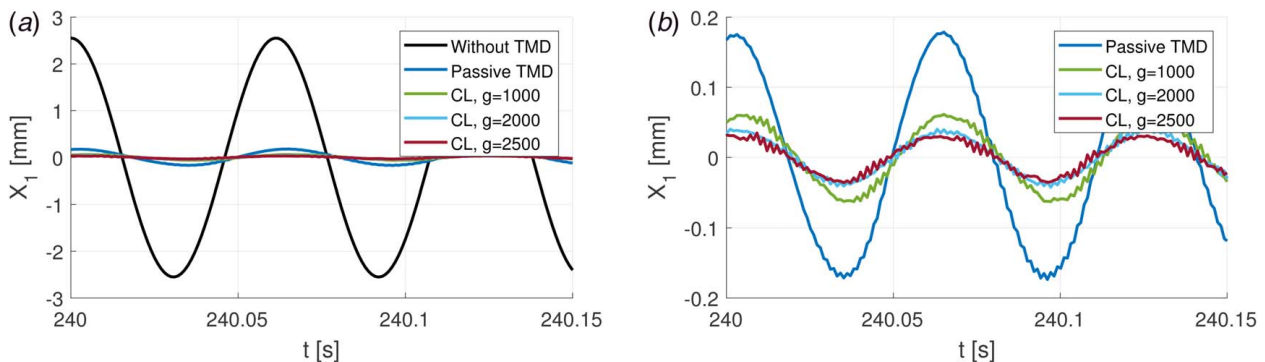 (a)
3
2
1
0
-1
-2
-3
X1 [mm]
Without TMD
Passive TMD
CL, g=1000
CL, g=2000
CL, g=2500
240
240.05
240.1
240.15
t [s]
(b)
0.2
0.1
0
-0.1
-0.2
X1 [mm]
Passive TMD
CL, g=1000
CL, g=2000
CL, g=2500
240
240.05
240.1
240.15
t [s]